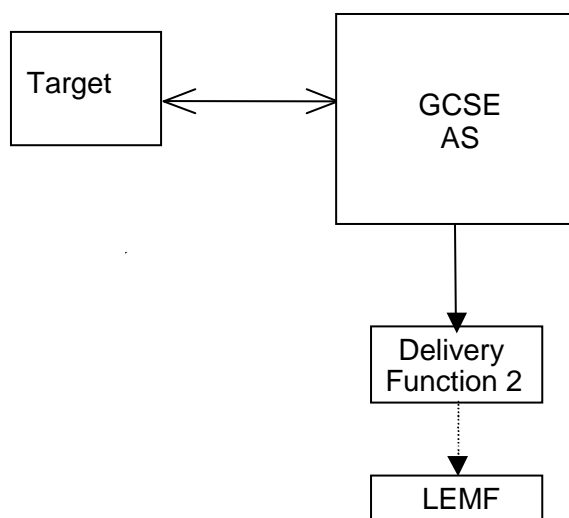 Target
GCSE
AS
Delivery
Function 2
LEMF